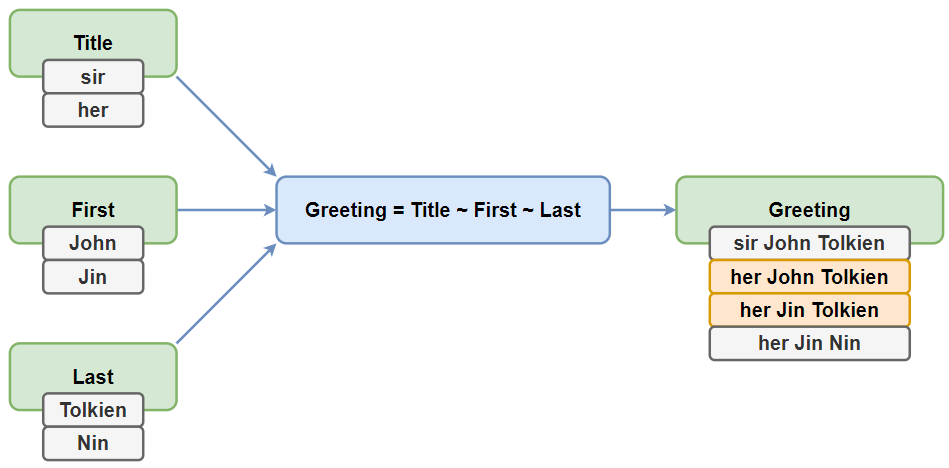 Title
sir
her
First
John
Jin
Last
Tolkien
Nin
Greeting = Title ~ First ~ Last
Greeting
sir John Tolkien
her John Tolkien
her Jin Tolkien
her Jin Nin